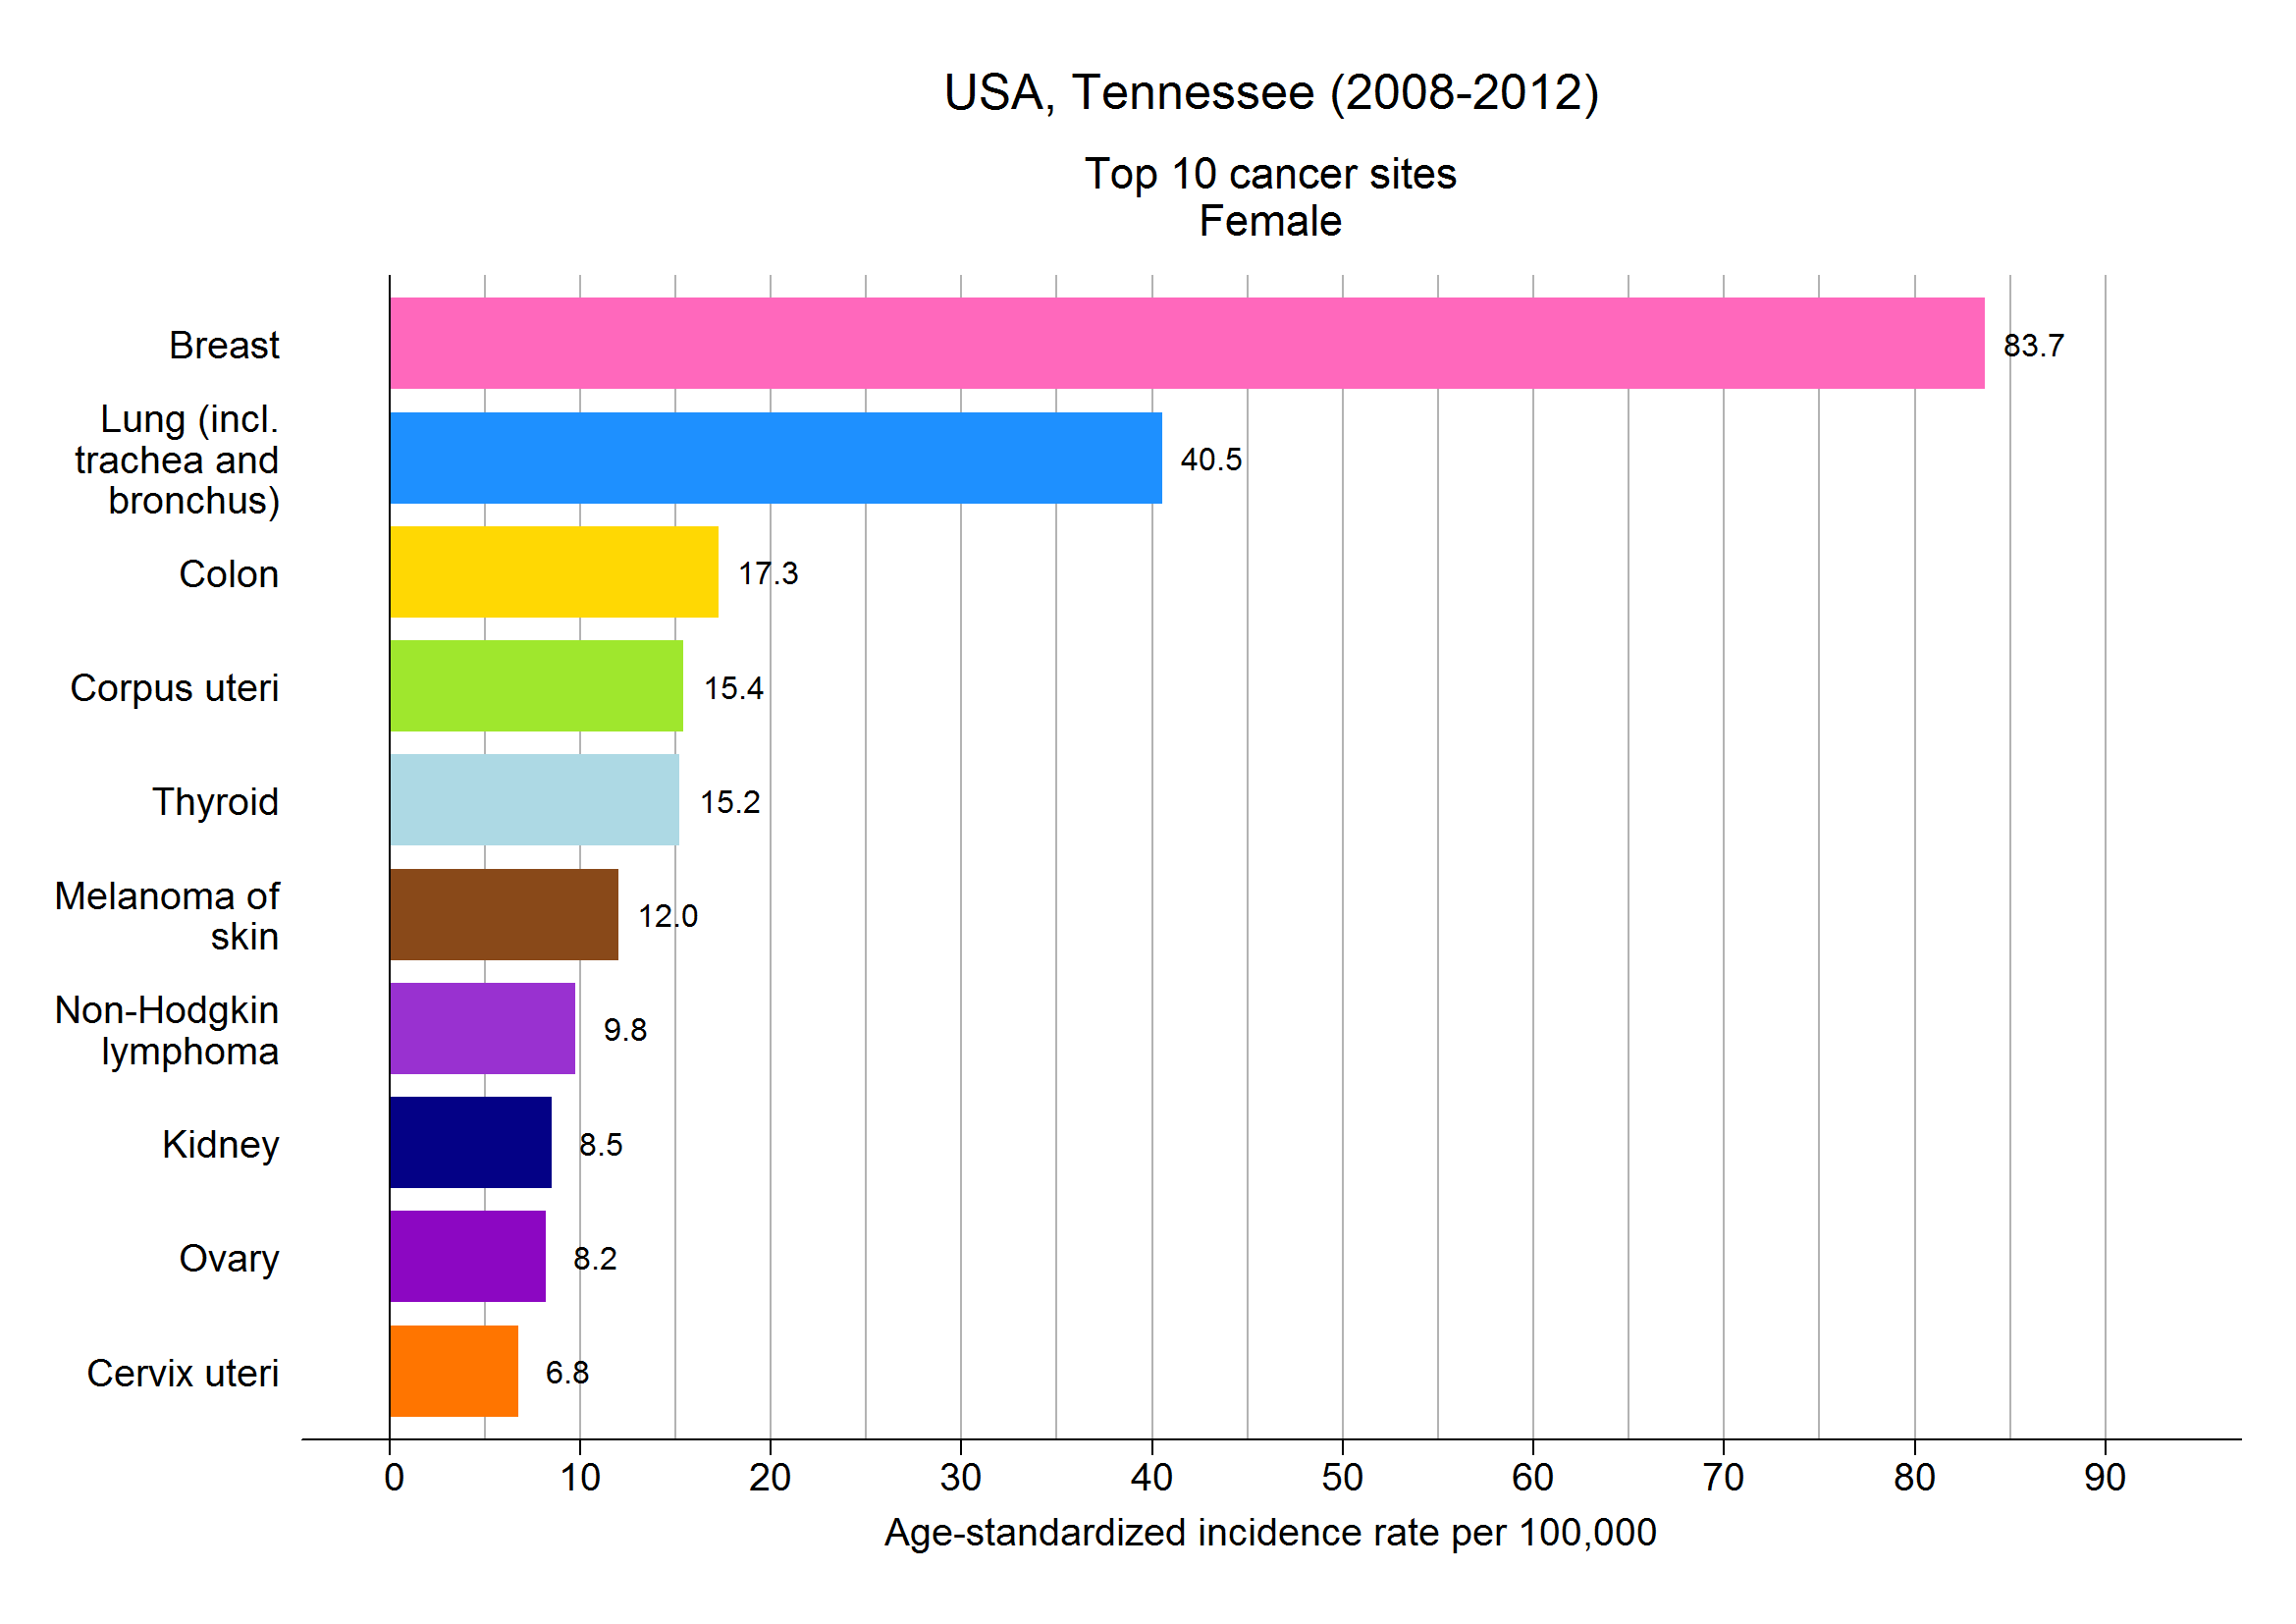 USA, Tennessee (2008-2012)
Top 10 cancer sites
Female
Breast
83.7
Lung (incl.
trachea and
bronchus)
40.5
Colon
17.3
Corpus uteri
15.4
Thyroid
15.2
Melanoma of
skin
12.0
Non-Hodgkin
lymphoma
9.8
Kidney
8.5
Ovary
8.2
Cervix uteri
6.8
0 10 20 30 40 50 60 70 80 90
Age-standardized incidence rate per 100,000